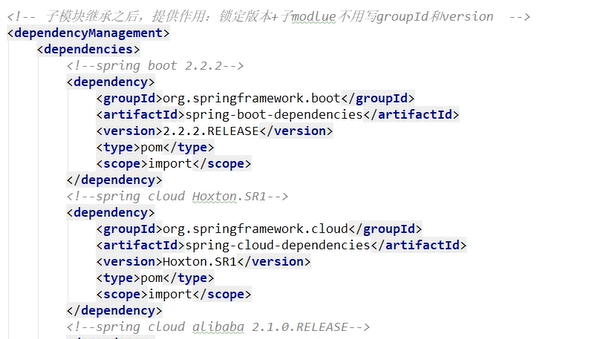 <!-- 子模块继承之后，提供作用：锁定版本+子modlue不用写groupId和version  -->
<dependencyManagement>
<dependencies>
<!--spring boot 2.2.2-->
<dependency>
<groupId>org.springframework.boot</groupId>
<artifactId>spring-boot-dependencies</artifactId>
<version>2.2.2.RELEASE</version>
<type>pom</type>
<scope>import</scope>
</dependency>
<!--spring cloud Hoxton.SR1-->
<dependency>
<groupId>org.springframework.cloud</groupId>
<artifactId>spring-cloud-dependencies</artifactId>
<version>Hoxton.SR1</version>
<type>pom</type>
<scope>import</scope>
</dependency>
<!--spring cloud alibaba 2.1.0.RELEASE-->